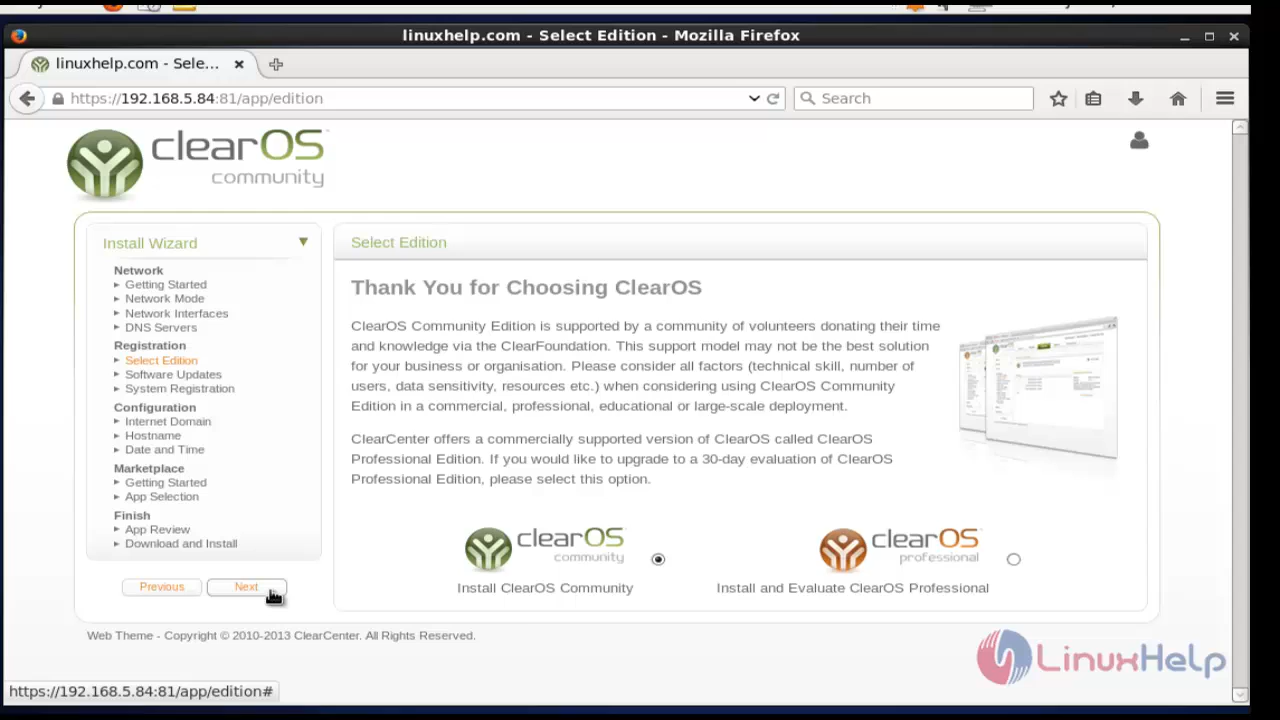 linuxhelp.com - Select Edition - Mozilla Firefox
linuxhelp.com - Sele...
https://192.168.5.84:81/app/edition
Search
clearOS
community
Install Wizard
Network
Getting Started
Network Mode
Network Interfaces
DNS Servers
Registration
Select Edition
Software Updates
System Registration
Configuration
Internet Domain
Hostname
Date and Time
Marketplace
Getting Started
App Selection
Finish
App Review
Download and Install
Previous
Next
Select Edition
Thank You for Choosing ClearOS
ClearOS Community Edition is supported by a community of volunteers donating their time
and knowledge via the ClearFoundation. This support model may not be the best solution
for your business or organisation. Please consider all factors (technical skill, number of
users, data sensitivity, resources etc.) when considering using ClearOS Community
Edition in a commercial, professional, educational or large-scale deployment.
ClearCenter offers a commercially supported version of ClearOS called ClearOS
Professional Edition. If you would like to upgrade to a 30-day evaluation of ClearOS
Professional Edition, please select this option.
clearOS
community
Install ClearOS Community
clearOS
professional
Install and Evaluate ClearOS Professional
Web Theme - Copyright © 2010-2013 ClearCenter. All Rights Reserved.
LinuxHelp
https://192.168.5.84:81/app/edition#